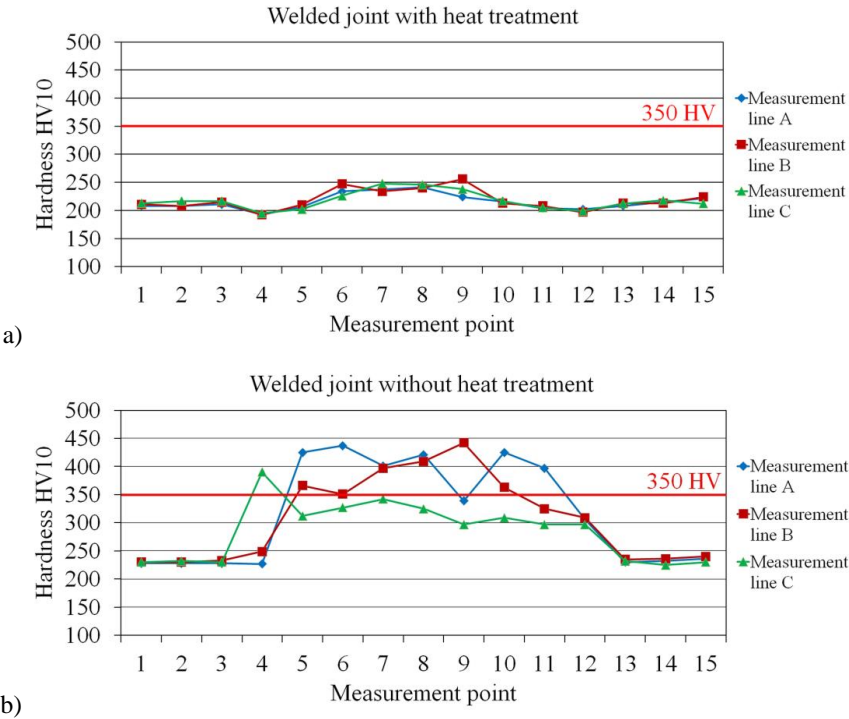 Welded joint with heat treatment
500
450
400
350
300
250
200
150
100
Hardness HV10
350 HV
Measurement
line A
Measurement
line B
Measurement
line C
1 2 3 4 5 6 7 8 9 10 11 12 13 14 15
Measurement point
a)
Welded joint without heat treatment
500
450
400
350
300
250
200
150
100
Hardness HV10
350 HV
Measurement
line A
Measurement
line B
Measurement
line C
1 2 3 4 5 6 7 8 9 10 11 12 13 14 15
Measurement point
b)